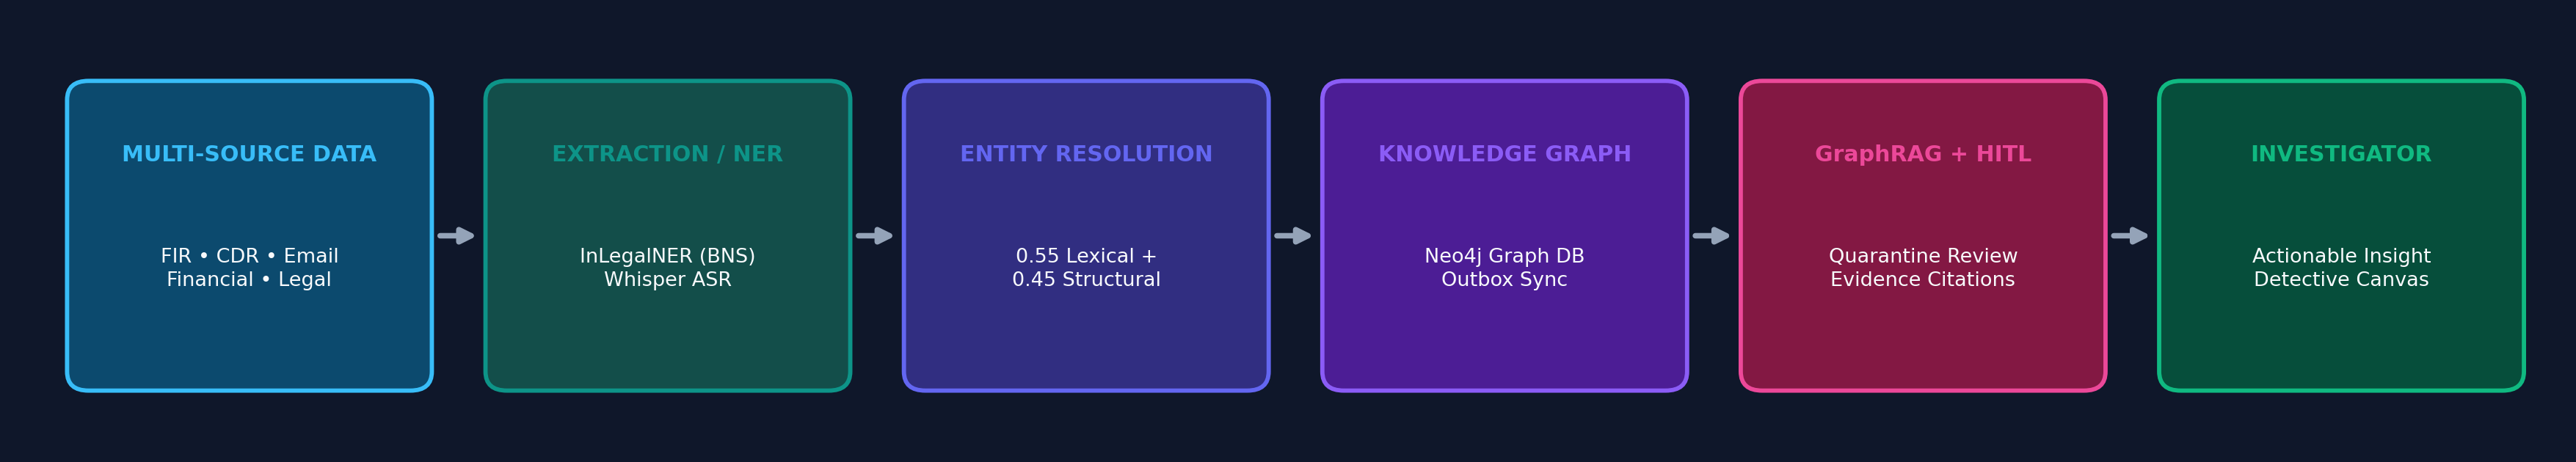 MULTI-SOURCE DATA
FIR • CDR • Email
Financial • Legal
EXTRACTION / NER
InLegalNER (BNS)
Whisper ASR
ENTITY RESOLUTION
0.55 Lexical +
0.45 Structural
KNOWLEDGE GRAPH
Neo4j Graph DB
Outbox Sync
GraphRAG + HITL
Quarantine Review
Evidence Citations
INVESTIGATOR
Actionable Insight
Detective Canvas